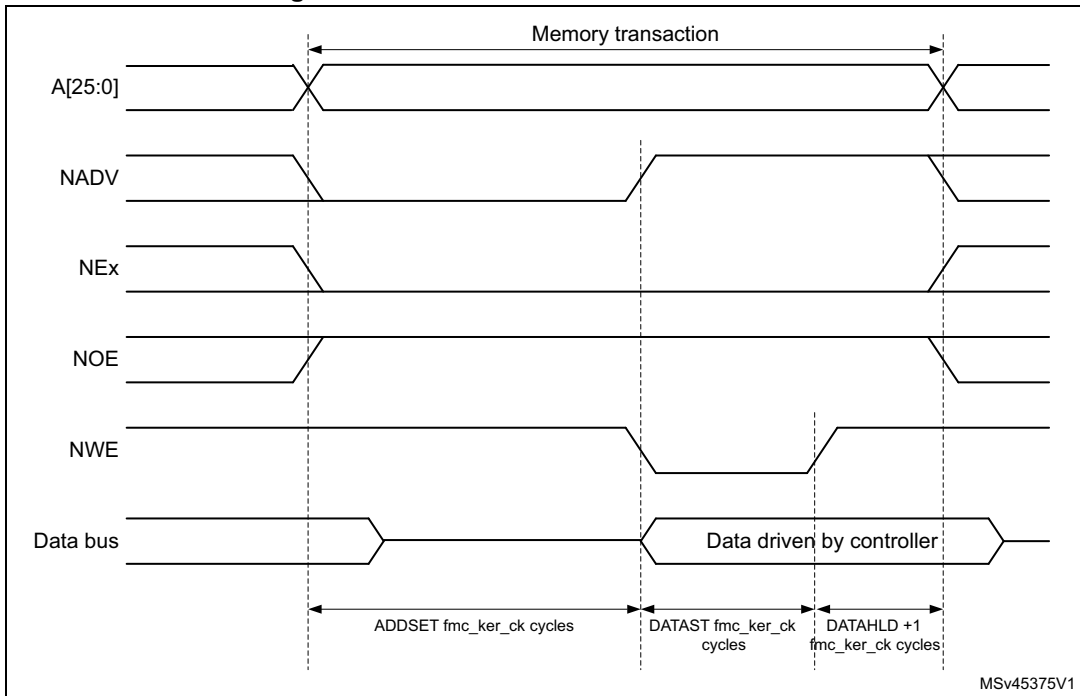 Memory transaction
A[25:0]
NADV
NEx
NOE
NWE
Data bus
Data driven by controller
ADDSET fmc_ker_ck cycles
DATAST fmc_ker_ck
cycles
DATAHLD +1
fmc_ker_ck cycles
MSv45375V1